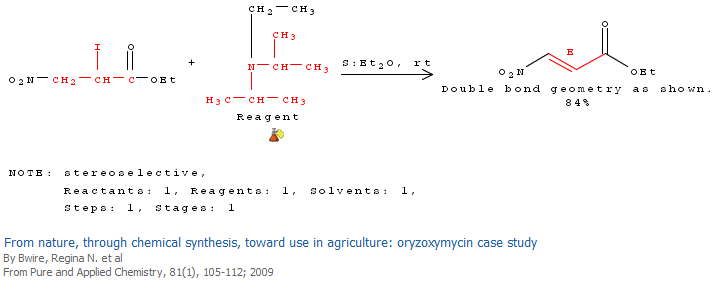 I O
O2N CH2 CH C OEt
+
CH2 CH3
CH3
N CH CH3
H3C CH CH3
Reagent
S:Et2O, rt
O
E
O2N OEt
Double bond geometry as shown.
84%
NOTE: stereoselective,
Reactants: 1, Reagents: 1, Solvents: 1,
Steps: 1, Stages: 1
From nature, through chemical synthesis, toward use in agriculture: oryzoxymycin case study
By Bwire, Regina N. et al
From Pure and Applied Chemistry, 81(1), 105-112; 2009